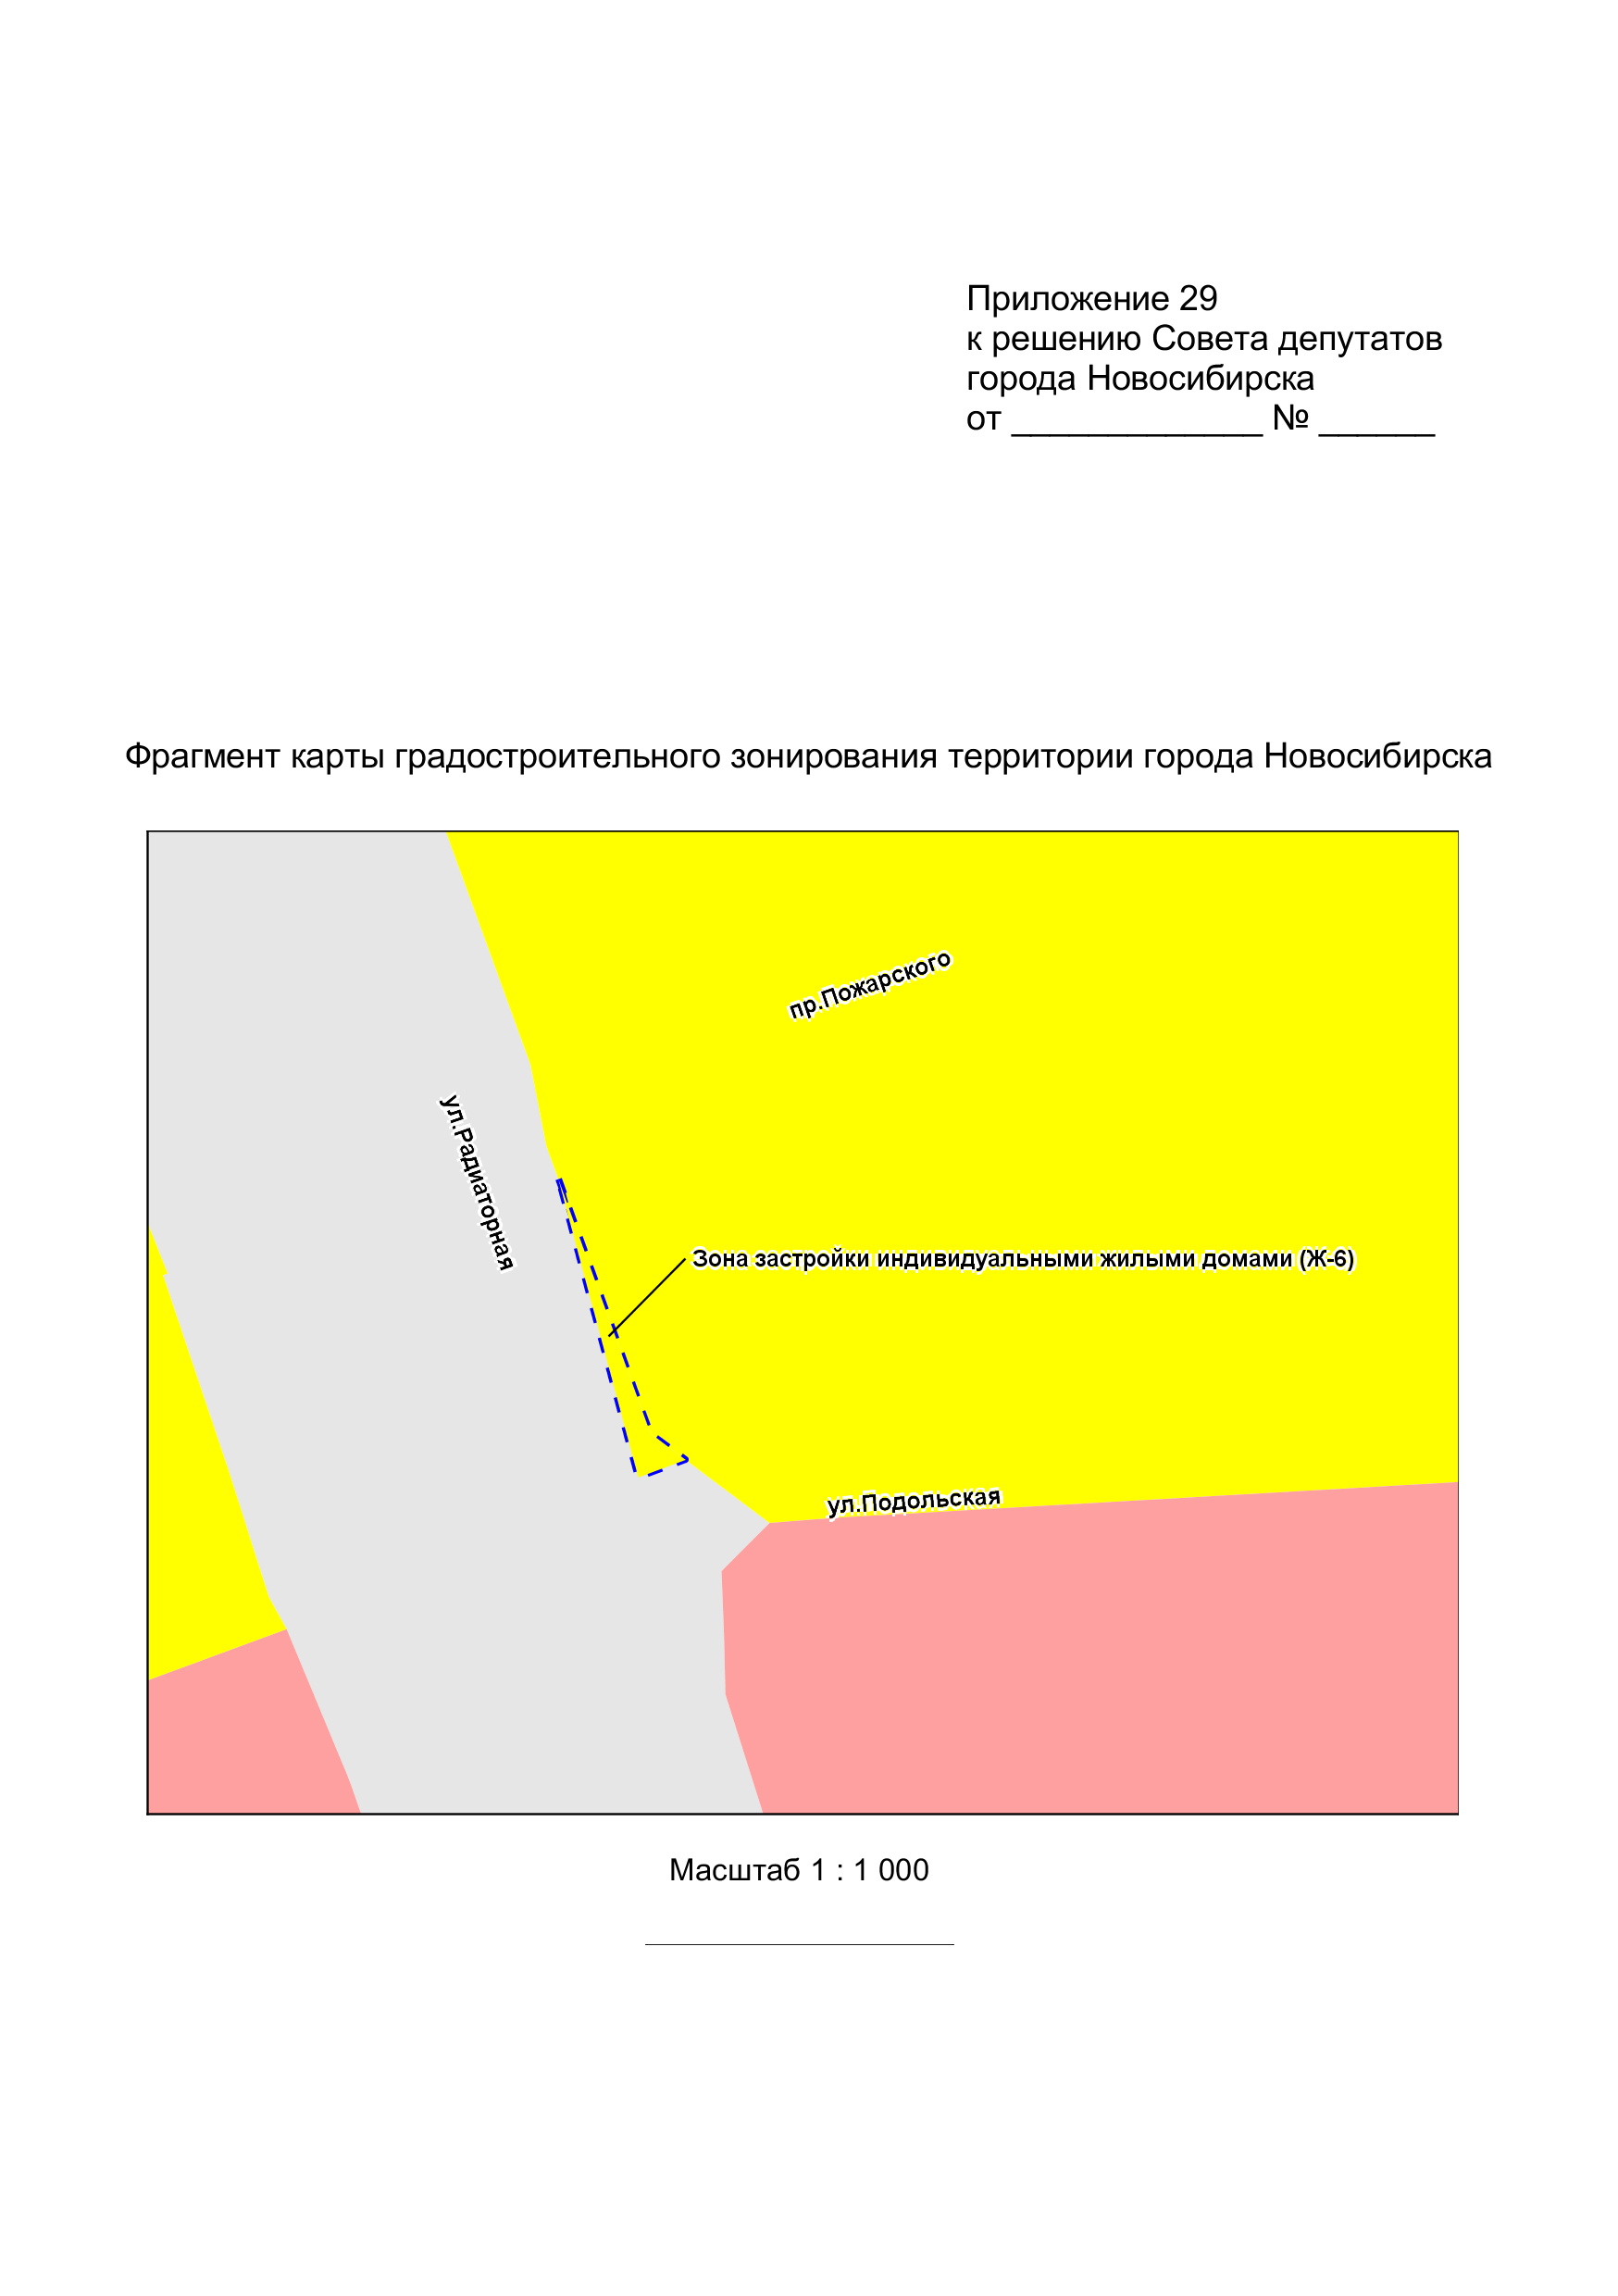 Приложение 29
к решению Совета депутатов
города Новосибирска
от _____________ № ______
Фрагмент карты градостроительного зонирования территории города Новосибирска
пр.Пожарского
ул.Радиаторная
Зона застройки индивидуальными жилыми домами (Ж-6)
ул.Подольская
Масштаб 1 : 1 000